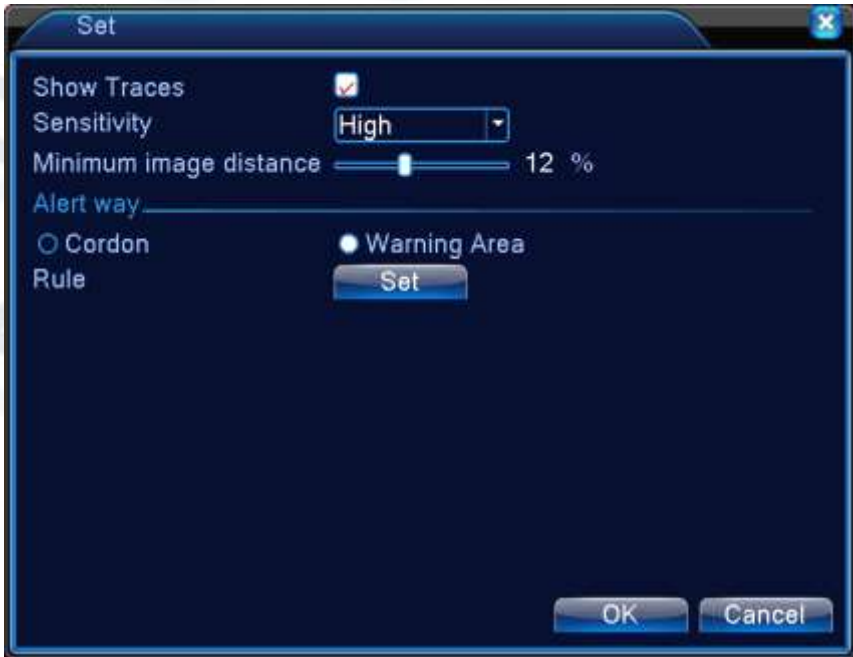 Set
Show Traces
Sensitivity High
Minimum image distance 12 %
Alert way
Cordon Warning Area
Rule Set
OK Cancel